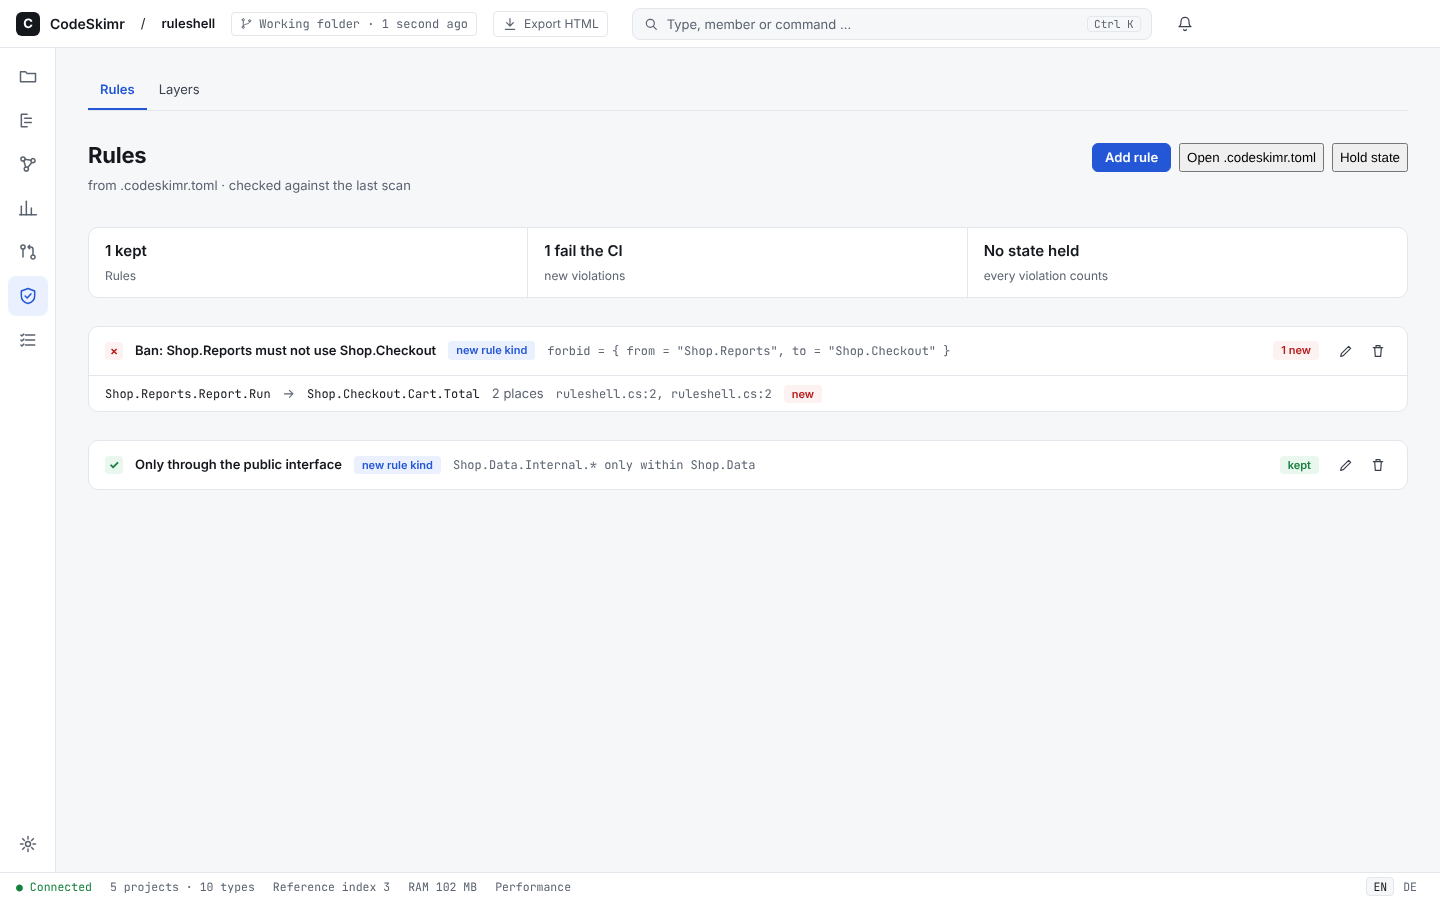 C CodeSkimr / ruleshell Working folder · 1 second ago Export HTML Type, member or command ... Ctrl K
Rules Layers
Rules
Add rule Open .codeskimr.toml Hold state
from .codeskimr.toml · checked against the last scan
1 kept
Rules
1 fail the CI
new violations
No state held
every violation counts
Ban: Shop.Reports must not use Shop.Checkout new rule kind forbid = { from = "Shop.Reports", to = "Shop.Checkout" } 1 new
Shop.Reports.Report.Run → Shop.Checkout.Cart.Total 2 places ruleshell.cs:2, ruleshell.cs:2 new
Only through the public interface new rule kind Shop.Data.Internal.* only within Shop.Data kept
● Connected 5 projects · 10 types Reference index 3 RAM 102 MB Performance EN DE